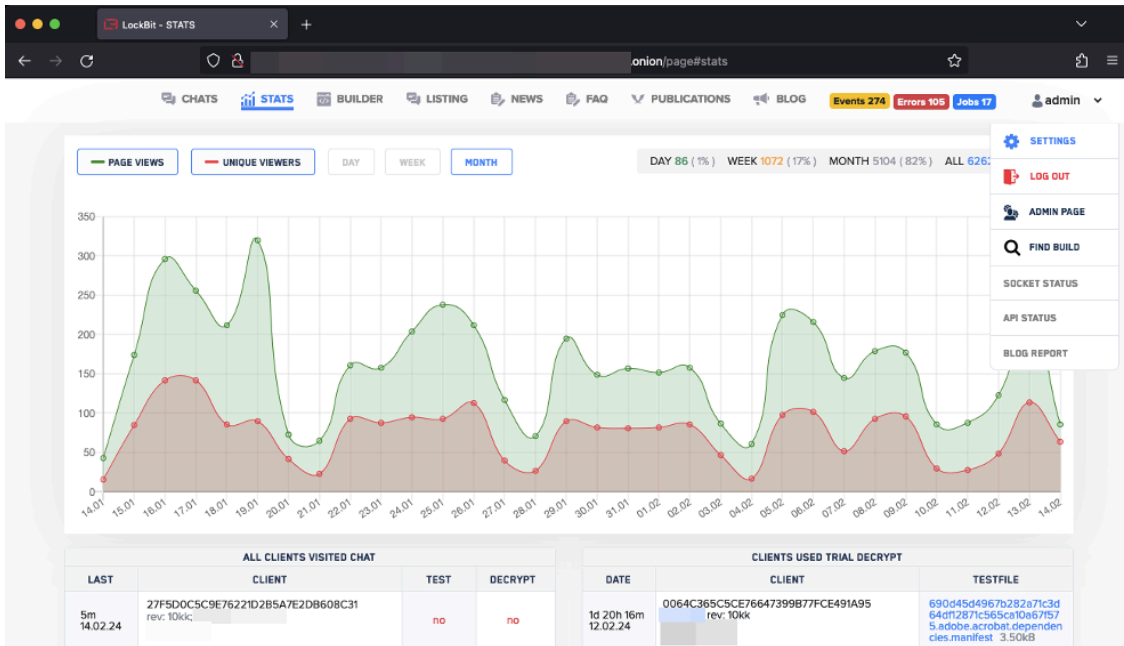 LockBit - STATS
.onion/page#stats
CHATS STATS BUILDER LISTING NEWS FAQ PUBLICATIONS BLOG Events 274 Errors 105 Jobs 17 admin
PAGE VIEWS UNIQUE VIEWERS DAY WEEK MONTH DAY 86 (1%) WEEK 1072 (17%) MONTH 5104 (82%) ALL 6262
SETTINGS
LOG OUT
ADMIN PAGE
FIND BUILD
SOCKET STATUS
API STATUS
BLOG REPORT
350
300
250
200
150
100
50
0
14.01 15.01 16.01 17.01 18.01 19.01 20.01 21.01 22.01 23.01 24.01 25.01 26.01 27.01 28.01 29.01 30.01 31.01 01.02 02.02 03.02 04.02 05.02 06.02 07.02 08.02 09.02 10.02 11.02 12.02 13.02 14.02
ALL CLIENTS VISITED CHAT
LAST CLIENT TEST DECRYPT
5m
14.02.24
27F5D0C5C9E76221D2B5A7E2DB608C31
rev: 10kk;
no no
CLIENTS USED TRIAL DECRYPT
DATE CLIENT TESTFILE
1d 20h 16m
12.02.24
0064C365C5CE76647399B77FCE491A95
rev: 10kk
690d45d4967b282a71c3d
64df12871c565ca10a67f57
5.adobe.acrobat.dependen
cies.manifest 3.50kB